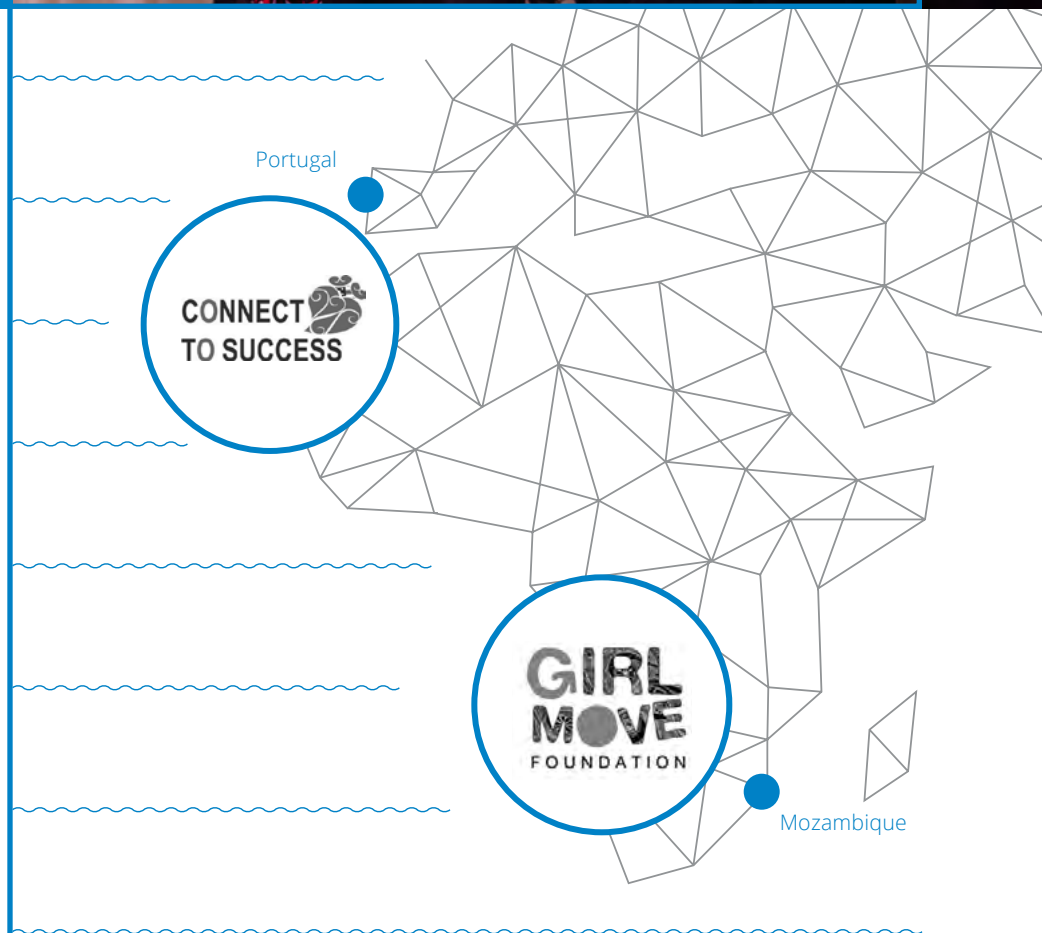 Portugal
CONNECT
TO SUCCESS
GIRL
MOVE
FOUNDATION
Mozambique